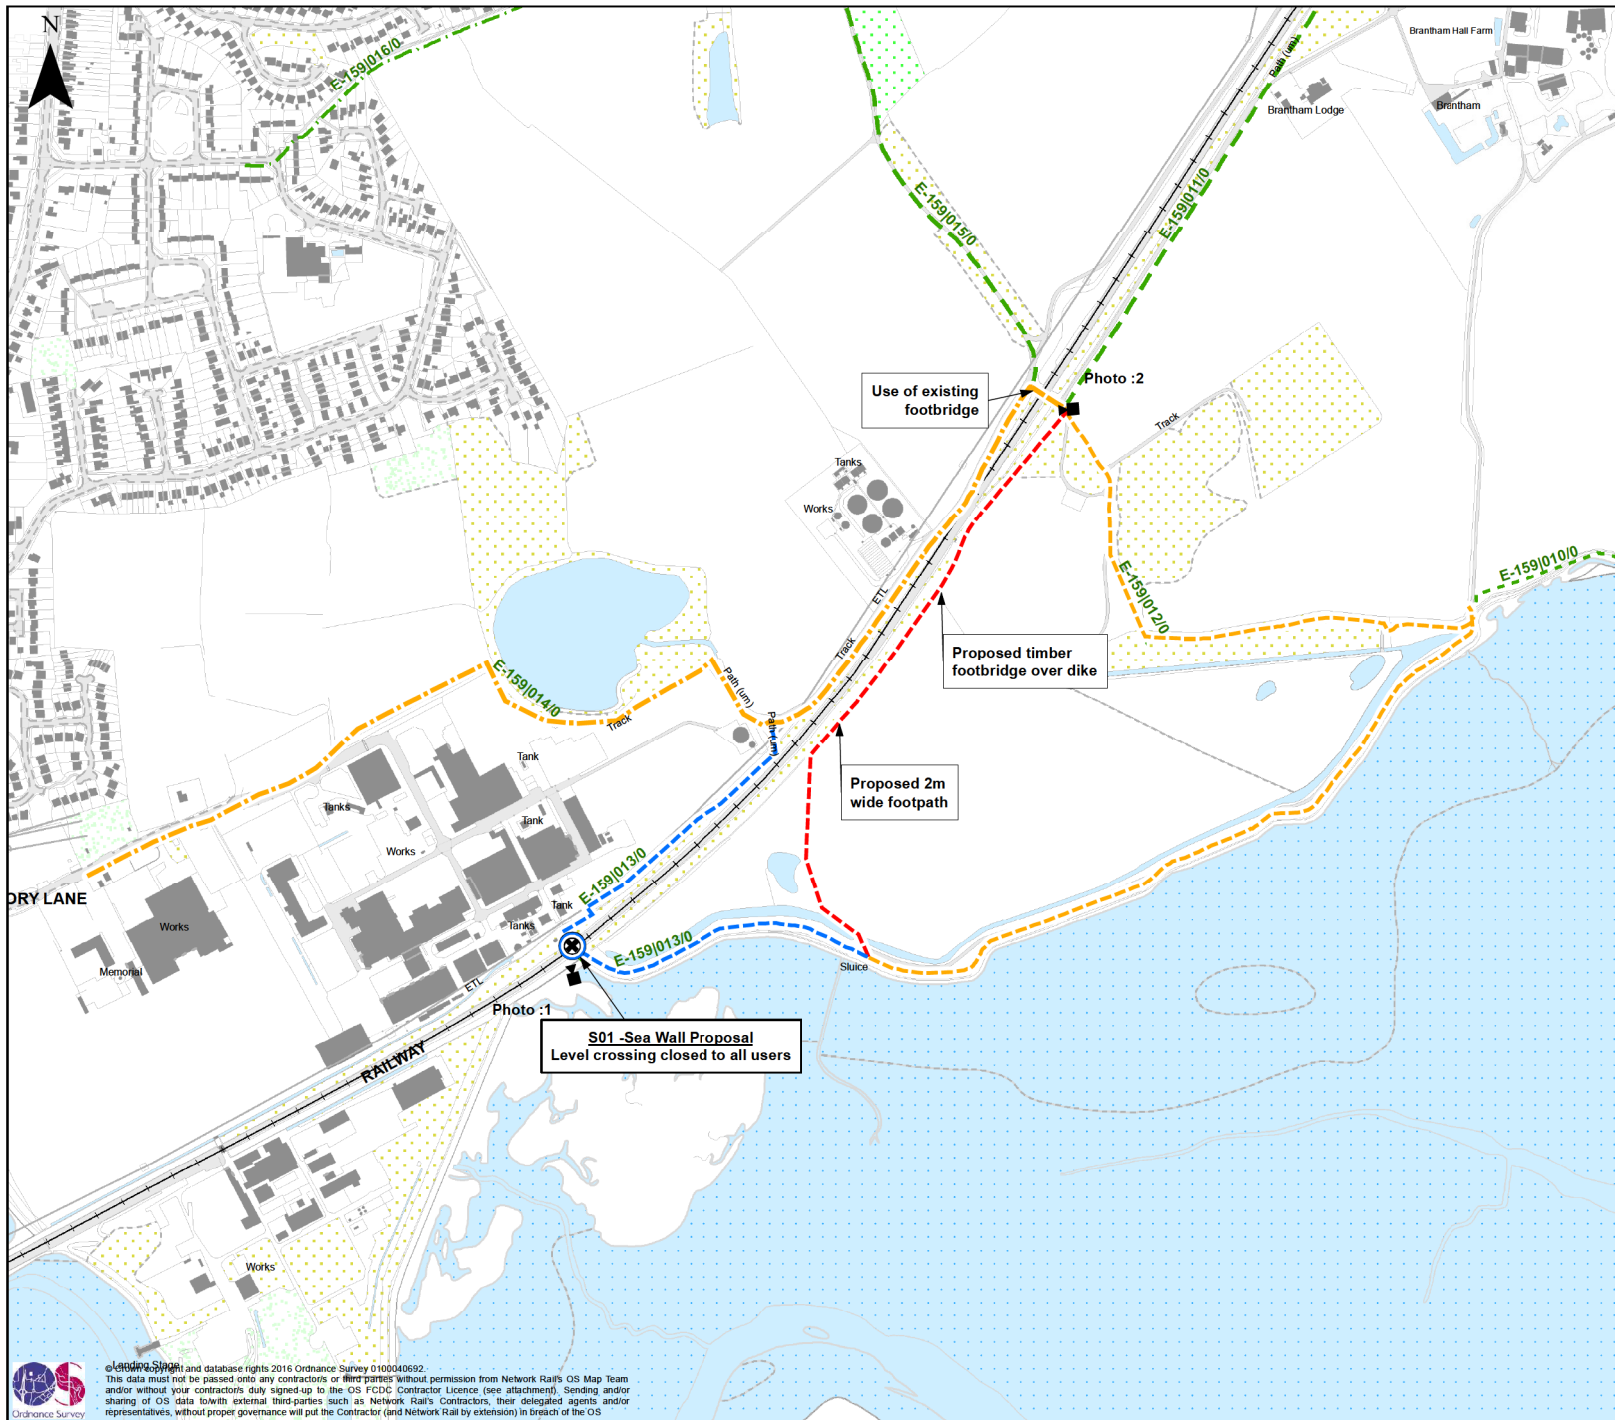 N
E-159|016/0
Brantham Hall Farm
Path (um)
Brantham Lodge
Brantham
E-159|015/0
E-159|011/0
Use of existing
footbridge
Photo :2
Track
Tanks
Works
ETL
E-159|010/0
E-159|012/0
Track
Proposed timber
footbridge over dike
E-159|014/0
Path (um)
Track
Path (um)
Tank
Proposed 2m
wide footpath
Tanks
Tank
Works
E-159|013/0
ORY LANE
Tank
Works
Tanks
E-159|013/0
Sluice
Memorial
ETL
Photo :1
S01 -Sea Wall Proposal
Level crossing closed to all users
RAILWAY
Works
Landing Stage
© Crown copyright and database rights 2016 Ordnance Survey 0100040692.
This data must not be passed onto any contractor/s or third parties without permission from Network Rail's OS Map Team
and/or without your contractor/s duly signed-up to the OS FCDC Contractor Licence (see attachment). Sending and/or
sharing of OS data to/with external third-parties such as Network Rail's Contractors, their delegated agents and/or
representatives, without proper governance will put the Contractor (and Network Rail by extension) in breach of the OS
OS
Ordnance Survey